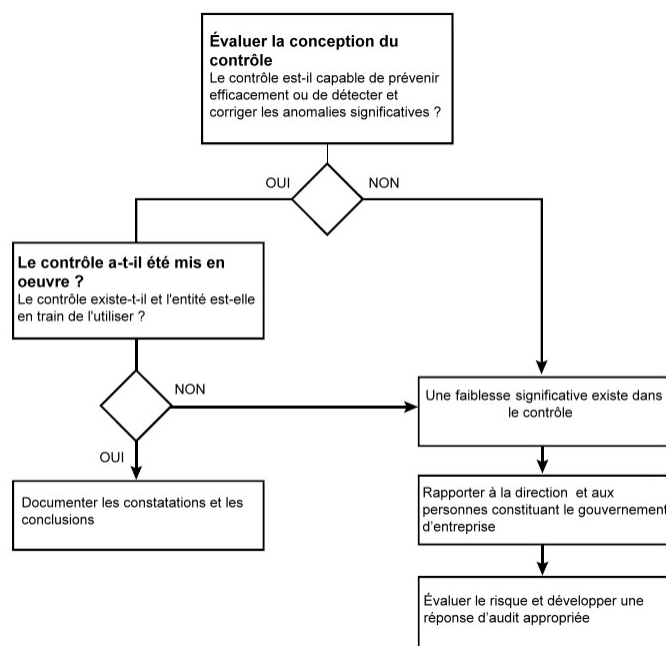 Évaluer la conception du
contrôle
Le contrôle est-il capable de prévenir
efficacement ou de détecter et
corriger les anomalies significatives ?
OUI
NON
Le contrôle a-t-il été mis en
oeuvre ?
Le contrôle existe-t-il et l'entité est-elle
en train de l'utiliser ?
NON
Une faiblesse significative existe dans
le contrôle
OUI
Documenter les constatations et les
conclusions
Rapporter à la direction et aux
personnes constituant le gouvernement
d'entreprise
Évaluer le risque et développer une
réponse d'audit appropriée